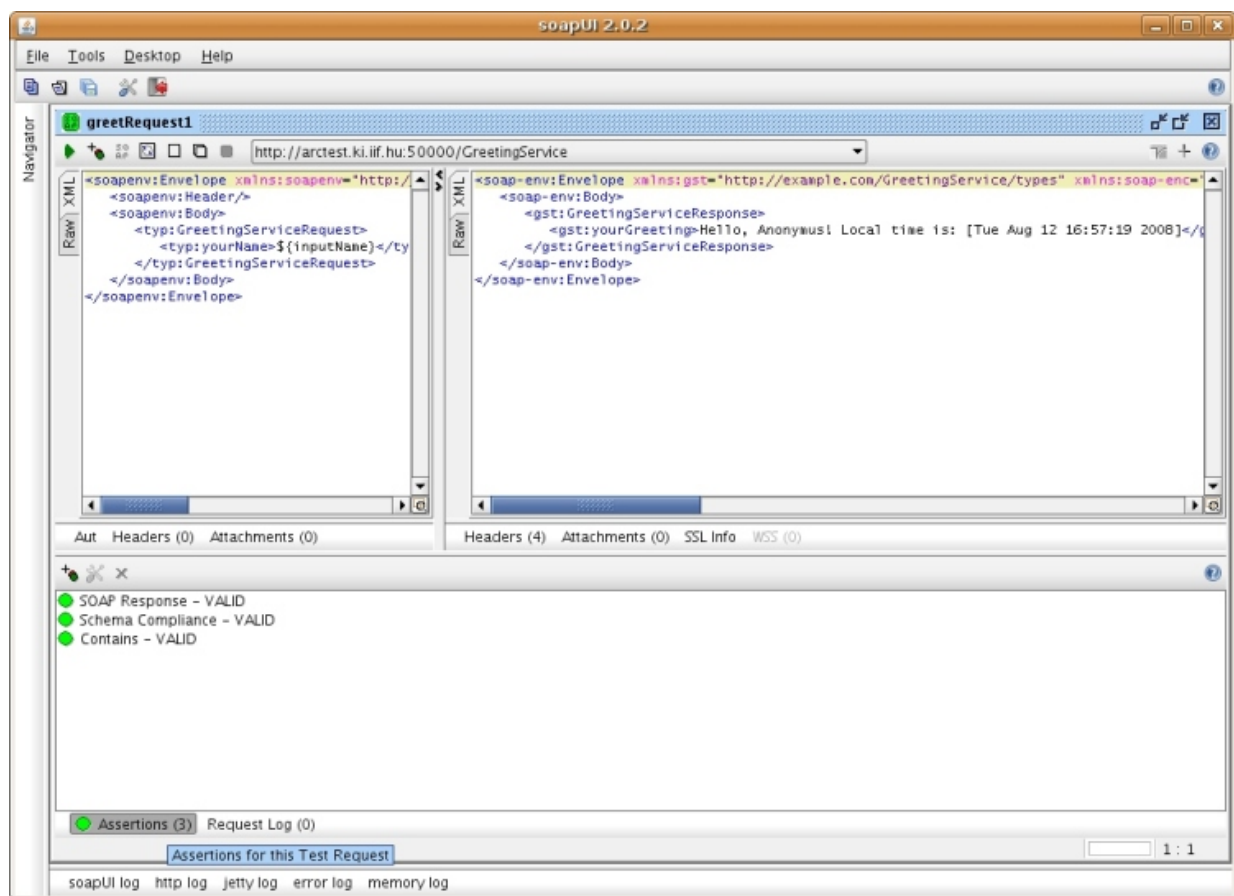 soapUI 2.0.2
File Tools Desktop Help
Navigator
greetRequest1
http://arctest.ki.iif.hu:50000/GreetingService
XML
Raw
<soapenv:Envelope xmlns:soapenv="http:/
<soapenv:Header/>
<soapenv:Body>
<typ:GreetingServiceRequest>
<typ:yourName>${inputName}</ty
</typ:GreetingServiceRequest>
</soapenv:Body>
</soapenv:Envelope>
XML
Raw
<soap-env:Envelope xmlns:gst="http://example.com/GreetingService/types" xmlns:soap-enc="
<soap-env:Body>
<gst:GreetingServiceResponse>
<gst:yourGreeting>Hello, Anonymus! Local time is: [Tue Aug 12 16:57:19 2008]</g
</gst:GreetingServiceResponse>
</soap-env:Body>
</soap-env:Envelope>
Aut Headers (0) Attachments (0)
Headers (4) Attachments (0) SSL Info WSS (0)
SOAP Response – VALID
Schema Compliance – VALID
Contains – VALID
Assertions (3) Request Log (0)
Assertions for this Test Request
1 : 1
soapUI log http log jetty log error log memory log